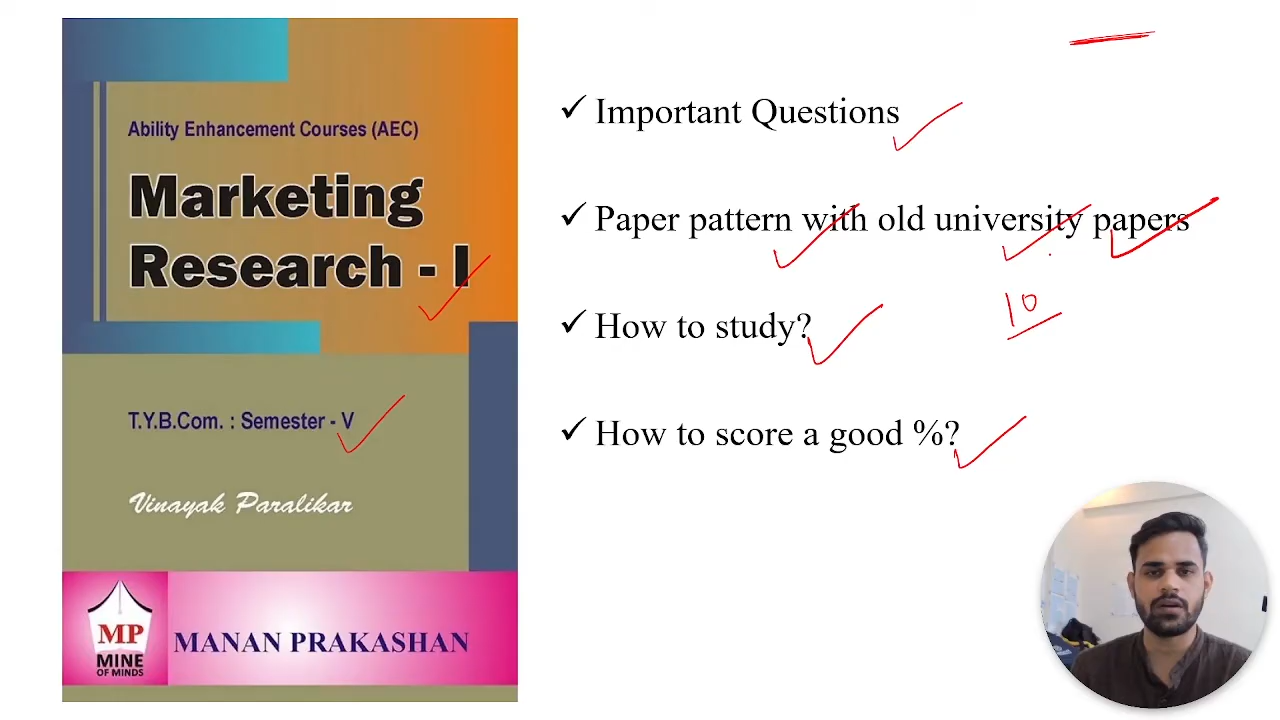 Ability Enhancement Courses (AEC)
Marketing
Research - I
T.Y.B.Com. : Semester - V
Vinayak Paralikar
MP
MINE
OF MINDS
MANAN PRAKASHAN
✓ Important Questions
✓ Paper pattern with old university papers
10
✓ How to study?
✓ How to score a good %?